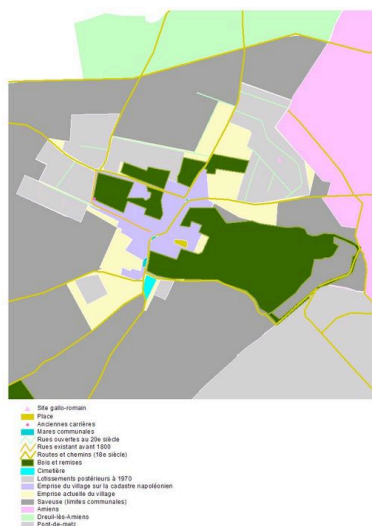 Site gallo-romain
Place
Anciennes carrières
Mares communales
Rues ouvertes au 20e siècle
Rues existant avant 1800
Routes et chemins (18e siècle)
Bois et remises
Cimetière
Lotissements postérieurs à 1970
Emprise du village sur la cadastre napoléonien
Emprise actuelle du village
Saveuse (limites communales)
Amiens
Dreuil-lès-Amiens
Pont-de-metz